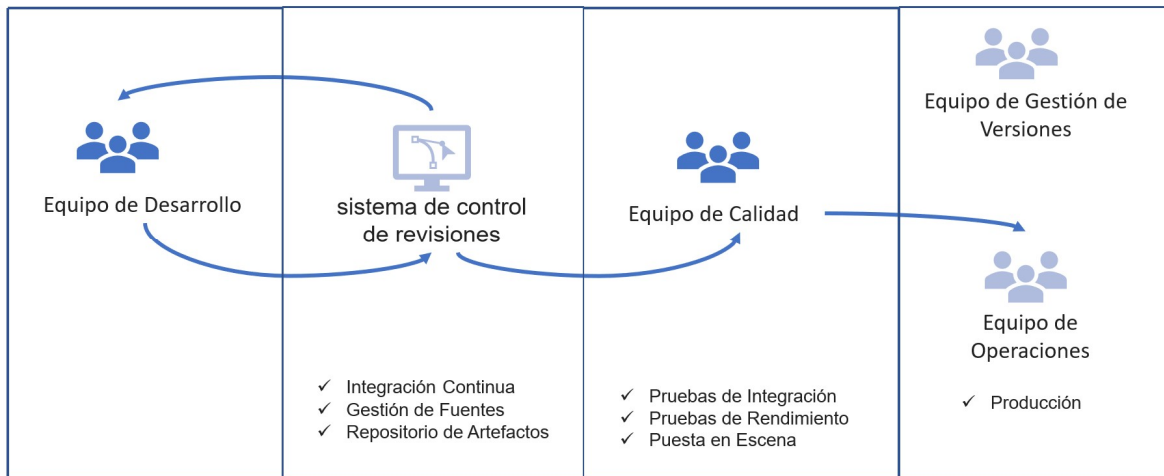 Equipo de Desarrollo
sistema de control
de revisiones
✓ Integración Continua
✓ Gestión de Fuentes
✓ Repositorio de Artefactos
Equipo de Calidad
✓ Pruebas de Integración
✓ Pruebas de Rendimiento
✓ Puesta en Escena
Equipo de Gestión de
Versiones
Equipo de
Operaciones
✓ Producción